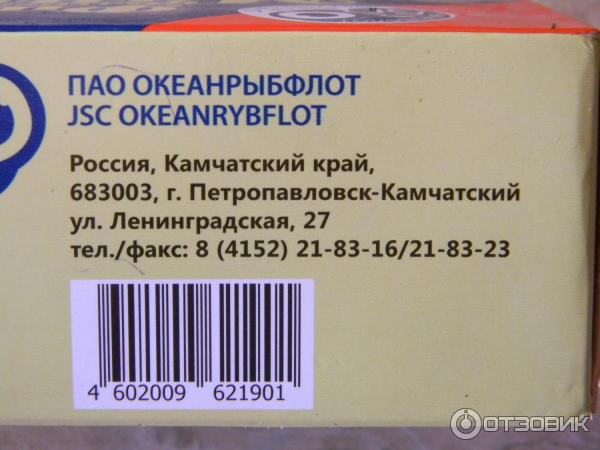 ПАО ОКЕАНРЫБФЛОТ
JSC OKEANRYBFLOT
Россия, Камчатский край,
683003, г. Петропавловск-Камчатский
ул. Ленинградская, 27
тел./факс: 8 (4152) 21-83-16/21-83-23
4 602009 621901
ОТЗОВИК